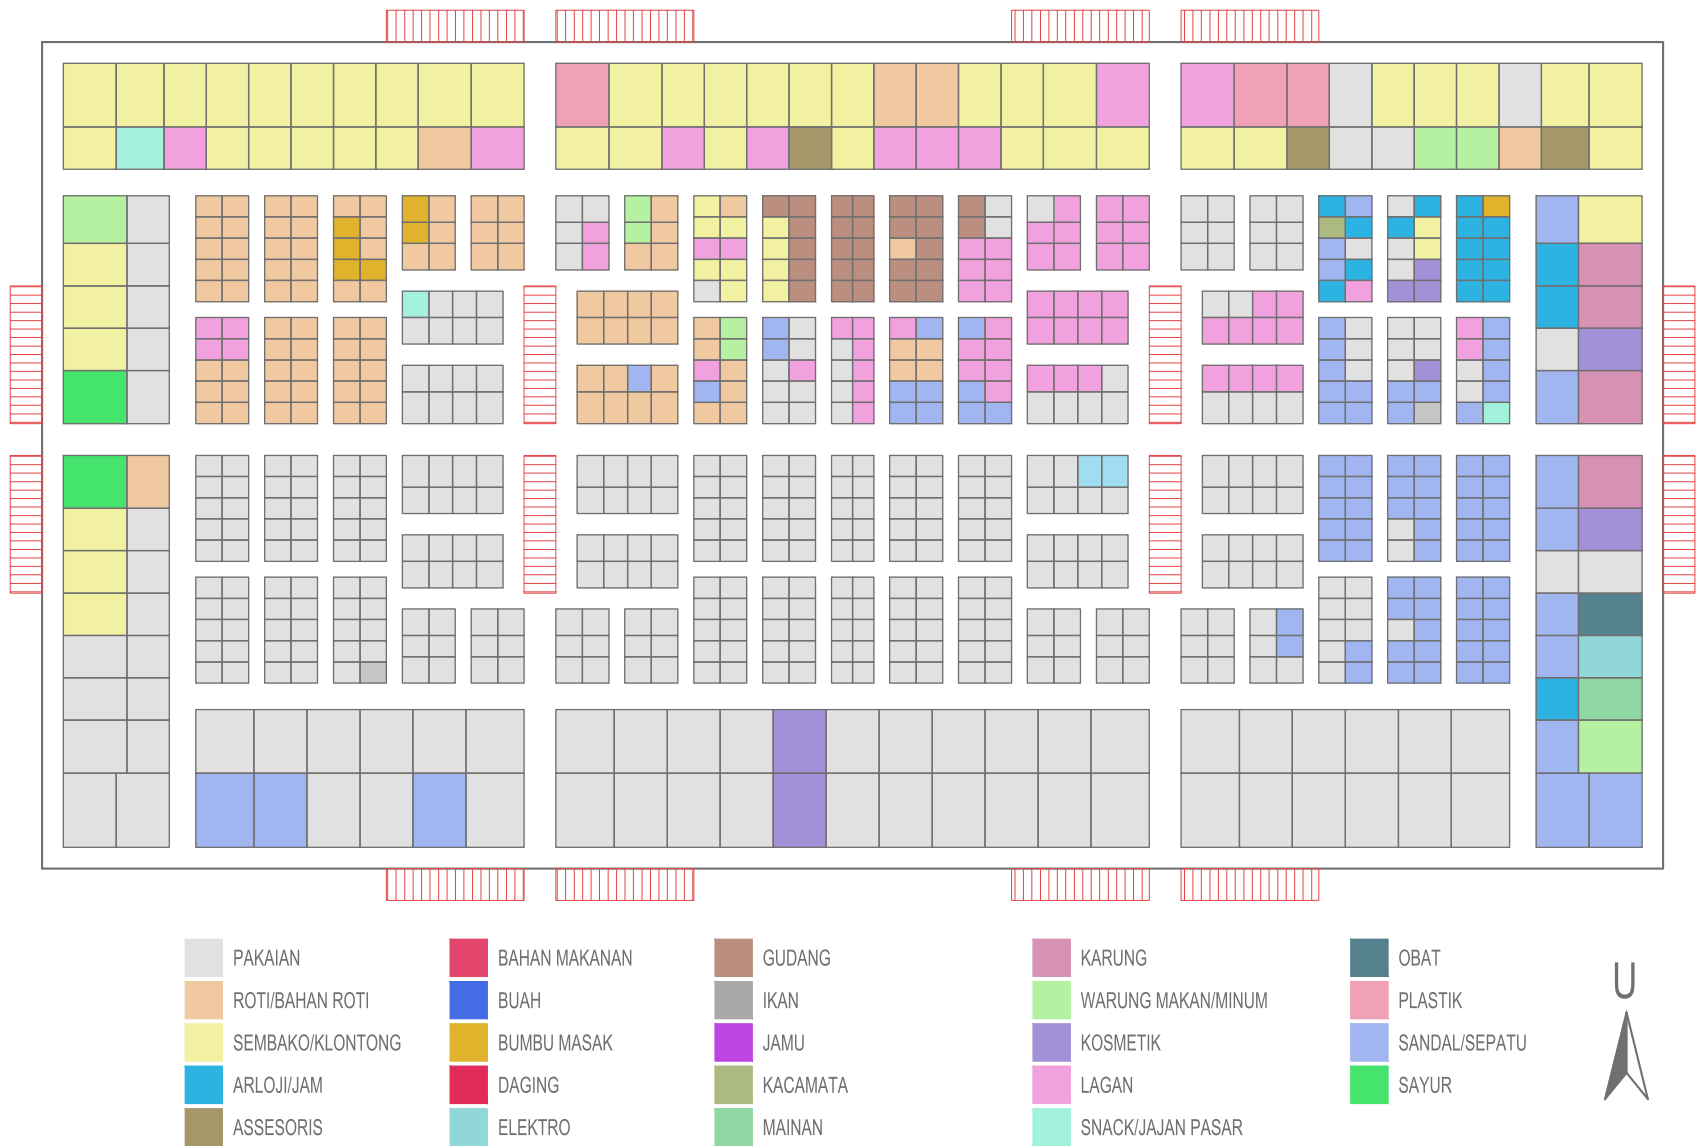 PAKAIAN
ROTI/BAHAN ROTI
SEMBAKO/KLONTONG
ARLOJI/JAM
ASSESORIS
BAHAN MAKANAN
BUAH
BUMBU MASAK
DAGING
ELEKTRO
GUDANG
IKAN
JAMU
KACAMATA
MAINAN
KARUNG
WARUNG MAKAN/MINUM
KOSMETIK
LAGAN
SNACK/JAJAN PASAR
OBAT
PLASTIK
SANDAL/SEPATU
SAYUR
U